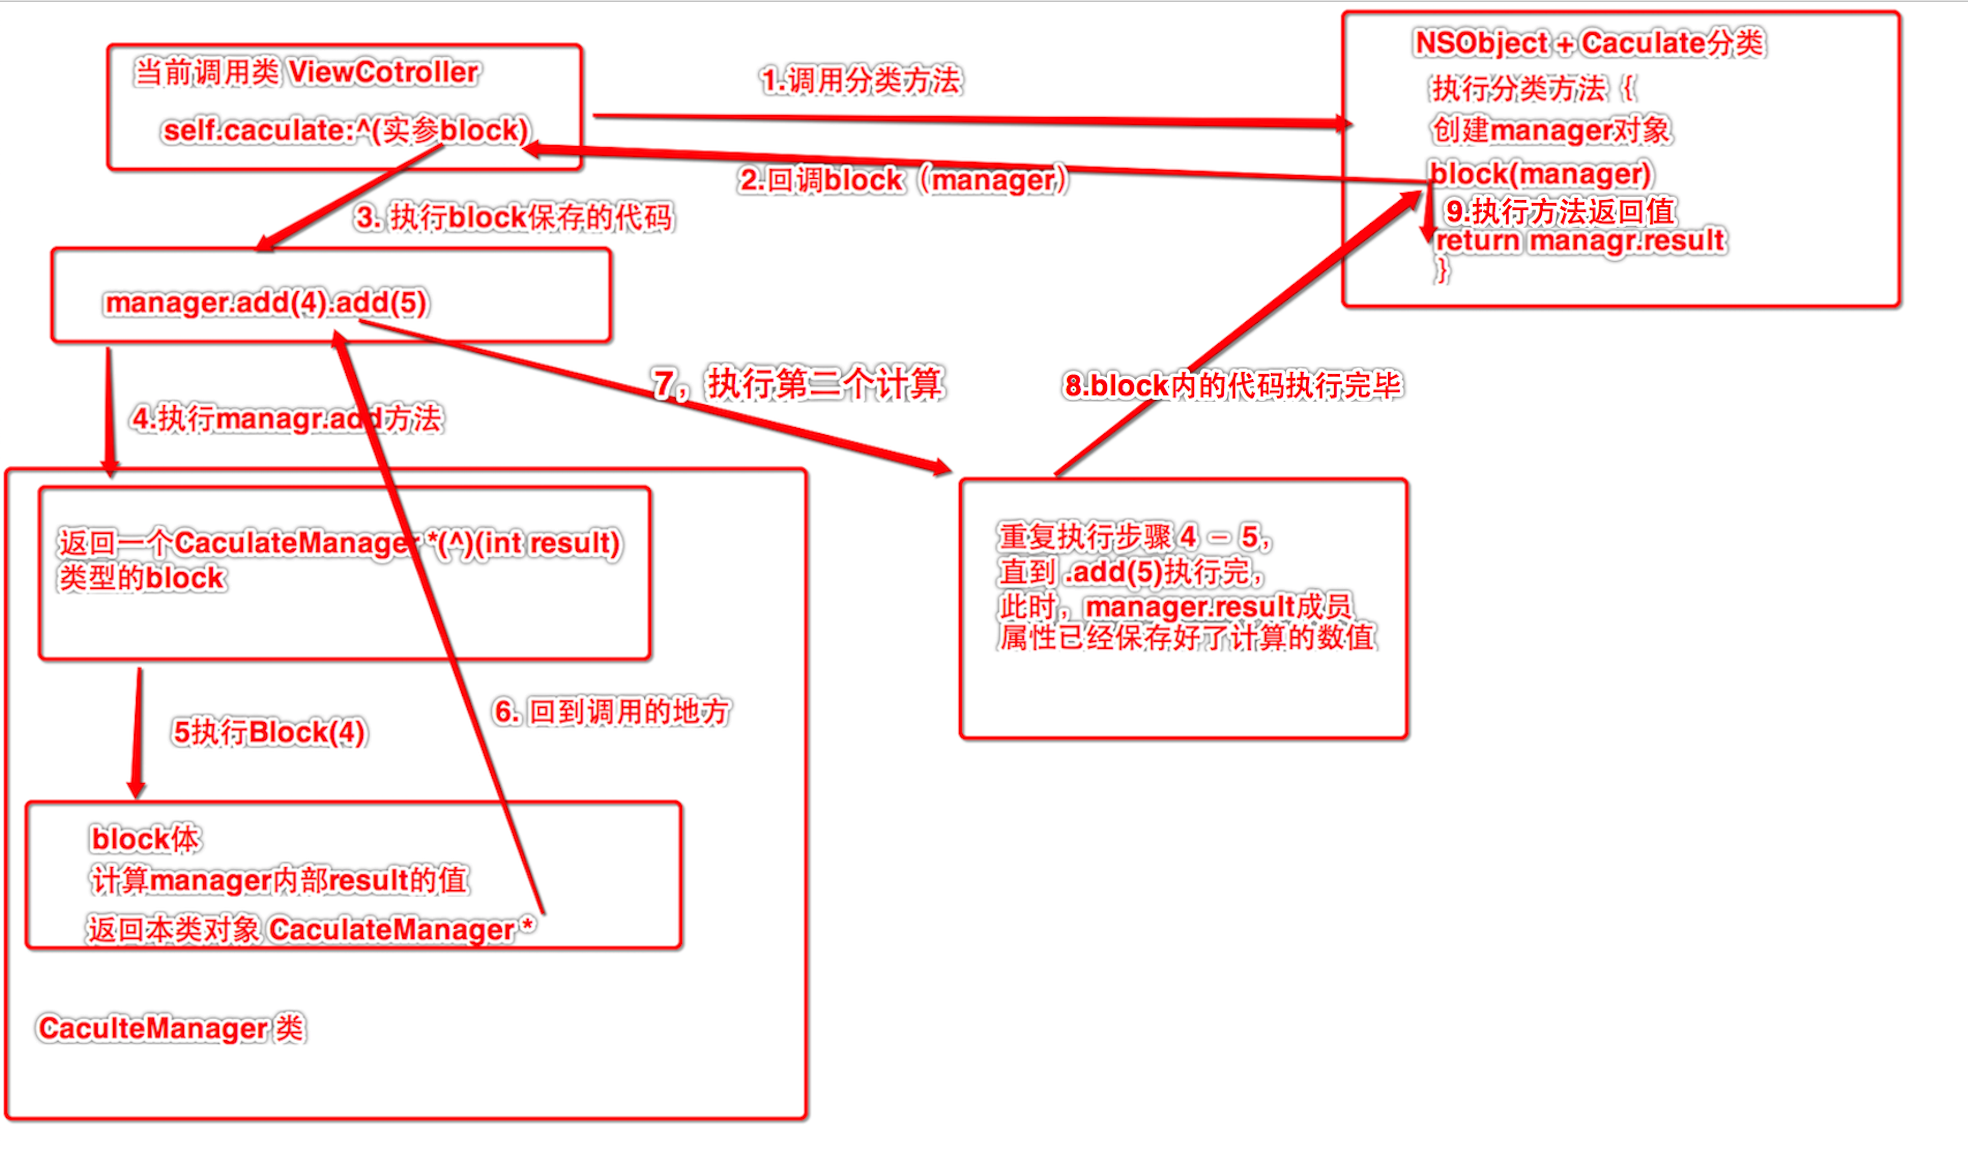 当前调用类 ViewCotroller
self.caculate:^(实参block)
1.调用分类方法
2.回调block（manager）
NSObject + Caculate分类
执行分类方法｛
创建manager对象
block(manager)
9.执行方法返回值
return managr.result
｝
3. 执行block保存的代码
manager.add(4).add(5)
4.执行managr.add方法
7，执行第二个计算
8.block内的代码执行完毕
返回一个CaculateManager *(^)(int result)
类型的block
5执行Block(4)
6. 回到调用的地方
block体
计算manager内部result的值
返回本类对象 CaculateManager *
CaculteManager 类
重复执行步骤 4 － 5，
直到 .add(5)执行完，
此时，manager.result成员
属性已经保存好了计算的数值